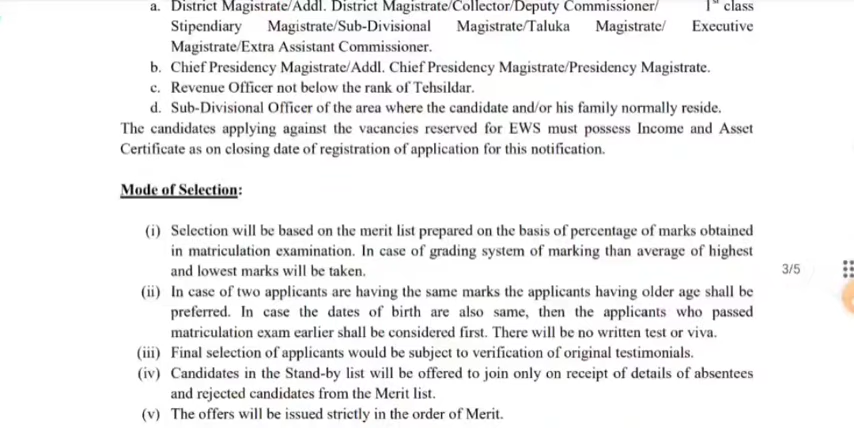 a. District Magistrate/Addl. District Magistrate/Collector/Deputy Commissioner/ 1st class
Stipendiary Magistrate/Sub-Divisional Magistrate/Taluka Magistrate/ Executive
Magistrate/Extra Assistant Commissioner.
b. Chief Presidency Magistrate/Addl. Chief Presidency Magistrate/Presidency Magistrate.
c. Revenue Officer not below the rank of Tehsildar.
d. Sub-Divisional Officer of the area where the candidate and/or his family normally reside.
The candidates applying against the vacancies reserved for EWS must possess Income and Asset
Certificate as on closing date of registration of application for this notification.
Mode of Selection:
(i) Selection will be based on the merit list prepared on the basis of percentage of marks obtained
in matriculation examination. In case of grading system of marking than average of highest
and lowest marks will be taken.
3/5
(ii) In case of two applicants are having the same marks the applicants having older age shall be
preferred. In case the dates of birth are also same, then the applicants who passed
matriculation exam earlier shall be considered first. There will be no written test or viva.
(iii) Final selection of applicants would be subject to verification of original testimonials.
(iv) Candidates in the Stand-by list will be offered to join only on receipt of details of absentees
and rejected candidates from the Merit list.
(v) The offers will be issued strictly in the order of Merit.